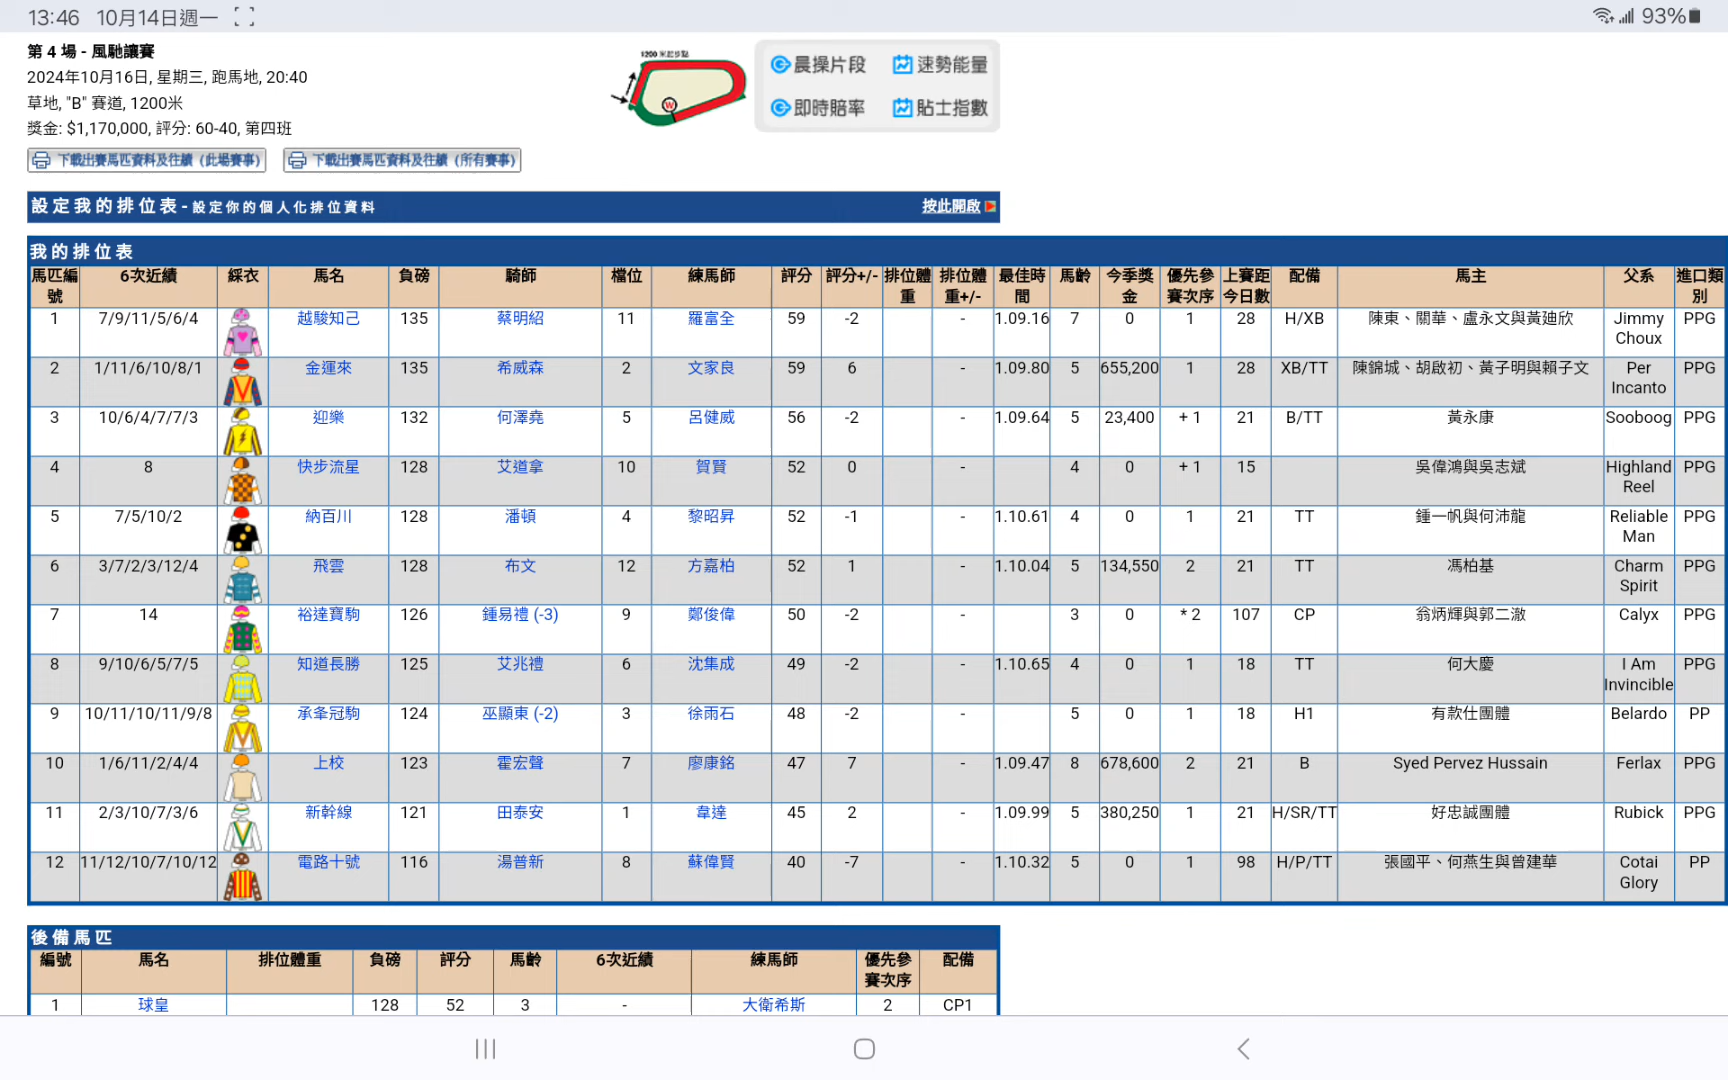 13:46 10月14日週一 93%
第 4 場 - 風馳讓賽
2024年10月16日, 星期三, 跑馬地, 20:40
草地, "B" 賽道, 1200米
獎金: $1,170,000, 評分: 60-40, 第四班
晨操片段 速勢能量
即時賠率 貼士指數
下載出賽馬匹資料及往績 (此場賽事) 下載出賽馬匹資料及往績 (所有賽事)
設定我的排位表 - 設定你的個人化排位資料 按此開啟
我的排位表
馬匹編號 6次近績 綵衣 馬名 負磅 騎師 檔位 練馬師 評分 評分+/- 排位體重 排位體重+/- 最佳時間 馬齡 今季獎金 優先參賽次序 上賽距今日數 配備 馬主 父系 進口類別
1 7/9/11/5/6/4 越駿知己 135 蔡明紹 11 羅富全 59 -2 - 1.09.16 7 0 1 28 H/XB 陳東、關華、盧永文與黃廸欣 Jimmy Choux PPG
2 1/11/6/10/8/1 金運來 135 希威森 2 文家良 59 6 - 1.09.80 5 655,200 1 28 XB/TT 陳錦城、胡啟初、黃子明與賴子文 Per Incanto PPG
3 10/6/4/7/7/3 迎樂 132 何澤堯 5 呂健威 56 -2 - 1.09.64 5 23,400 + 1 21 B/TT 黃永康 Sooboog PPG
4 8 快步流星 128 艾道拿 10 賀賢 52 0 - 4 0 + 1 15 吳偉鴻與吳志斌 Highland Reel PPG
5 7/5/10/2 納百川 128 潘頓 4 黎昭昇 52 -1 - 1.10.61 4 0 1 21 TT 鍾一帆與何沛龍 Reliable Man PPG
6 3/7/2/3/12/4 飛雲 128 布文 12 方嘉柏 52 1 - 1.10.04 5 134,550 2 21 TT 馮柏基 Charm Spirit PPG
7 14 裕達寶駒 126 鍾易禮 (-3) 9 鄭俊偉 50 -2 - 3 0 * 2 107 CP 翁炳輝與郭二澈 Calyx PPG
8 9/10/6/5/7/5 知道長勝 125 艾兆禮 6 沈集成 49 -2 - 1.10.65 4 0 1 18 TT 何大慶 I Am Invincible PPG
9 10/11/10/11/9/8 承夆冠駒 124 巫顯東 (-2) 3 徐雨石 48 -2 - 5 0 1 18 H1 有款仕團體 Belardo PP
10 1/6/11/2/4/4 上校 123 霍宏聲 7 廖康銘 47 7 - 1.09.47 8 678,600 2 21 B Syed Pervez Hussain Ferlax PPG
11 2/3/10/7/3/6 新幹線 121 田泰安 1 韋達 45 2 - 1.09.99 5 380,250 1 21 H/SR/TT 好忠誠團體 Rubick PPG
12 11/12/10/7/10/12 電路十號 116 湯普新 8 蘇偉賢 40 -7 - 1.10.32 5 0 1 98 H/P/TT 張國平、何燕生與曾建華 Cotai Glory PP
後備馬匹
編號 馬名 排位體重 負磅 評分 馬齡 6次近績 練馬師 優先參賽次序 配備
1 球皇 128 52 3 - 大衛希斯 2 CP1